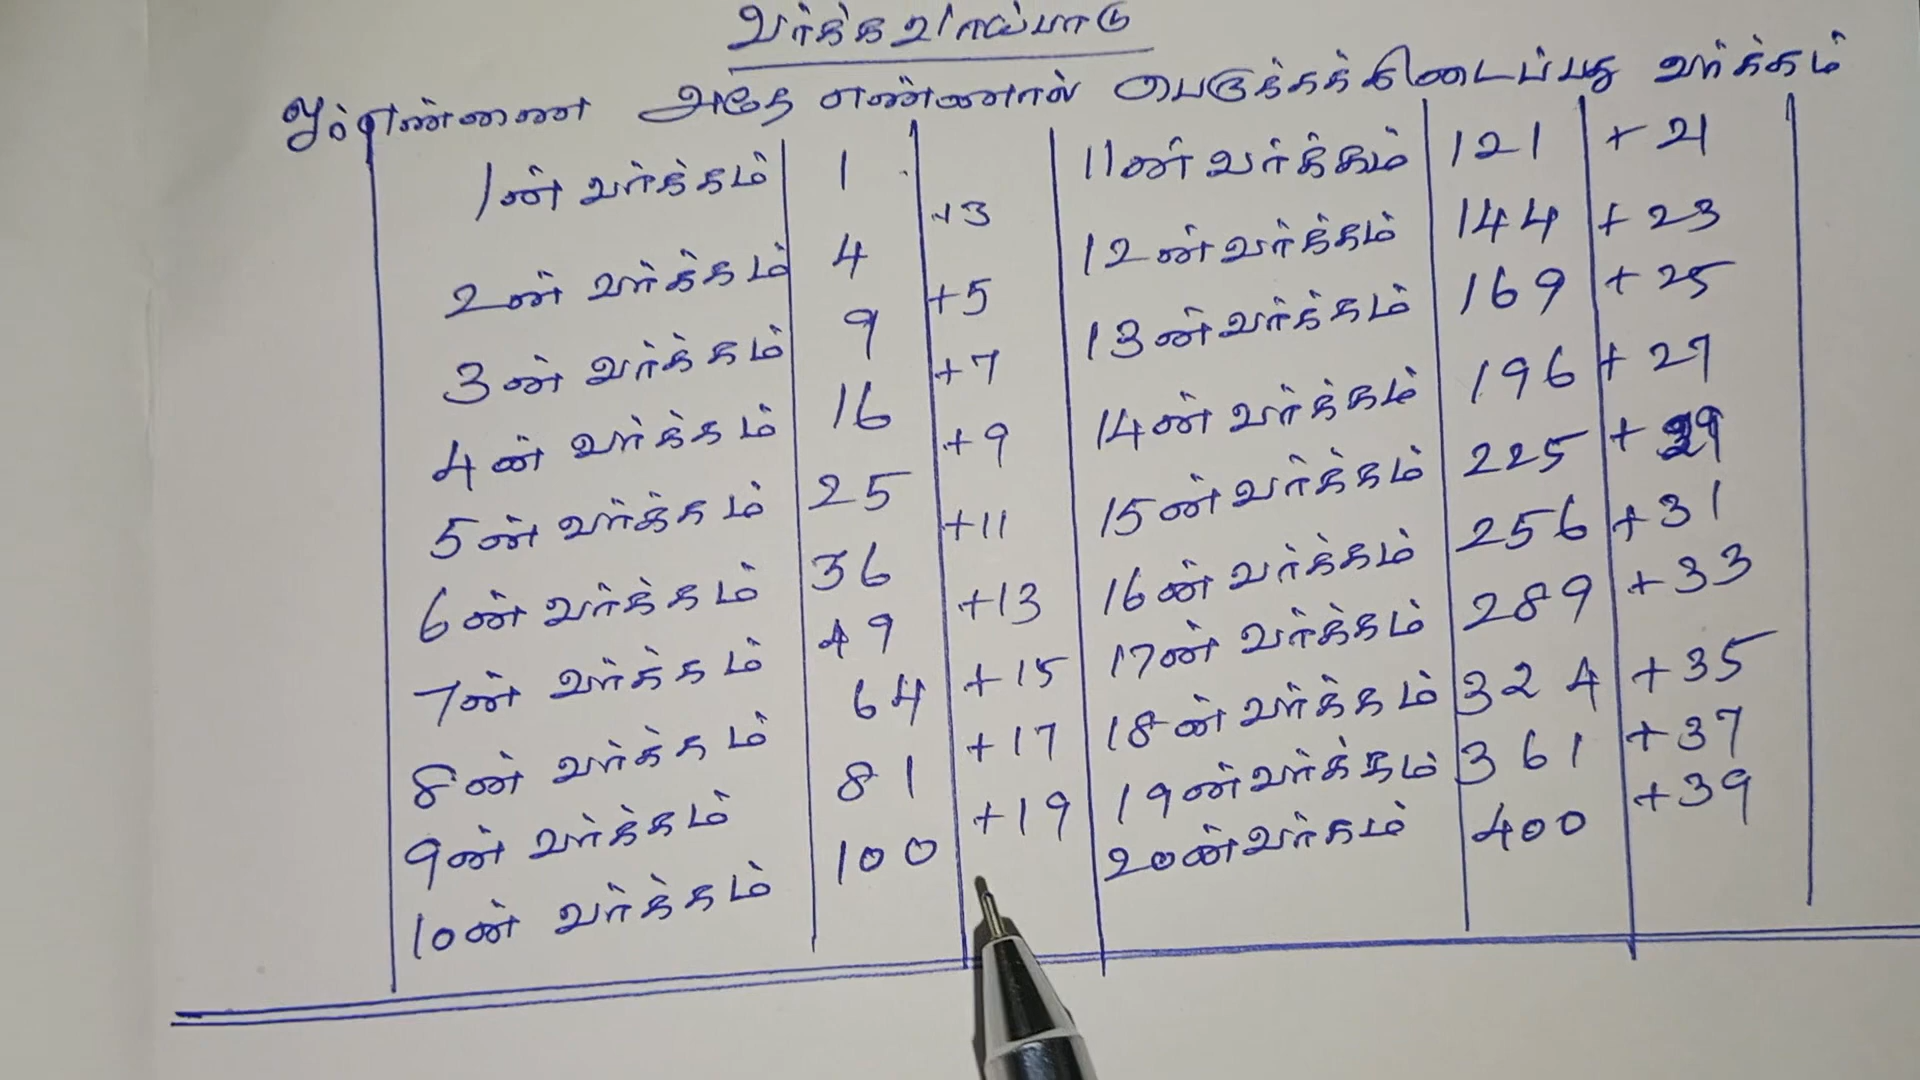 வர்க்க வாய்பாடு
ஓர் எண்ணை அதே எண்ணால் பெருக்கக்கிடைப்பது வர்க்கம்
1ன் வர்க்கம் 1
+3
2ன் வர்க்கம் 4
+5
3ன் வர்க்கம் 9
+7
4ன் வர்க்கம் 16
+9
5ன் வர்க்கம் 25
+11
6ன் வர்க்கம் 36
+13
7ன் வர்க்கம் 49
+15
8ன் வர்க்கம் 64
+17
9ன் வர்க்கம் 81
+19
10ன் வர்க்கம் 100
11ன் வர்க்கம் 121 +21
12ன் வர்க்கம் 144 +23
13ன் வர்க்கம் 169 +25
14ன் வர்க்கம் 196 +27
15ன் வர்க்கம் 225 +29
16ன் வர்க்கம் 256 +31
17ன் வர்க்கம் 289 +33
18ன் வர்க்கம் 324 +35
19ன் வர்க்கம் 361 +37
20ன் வர்கம் 400 +39